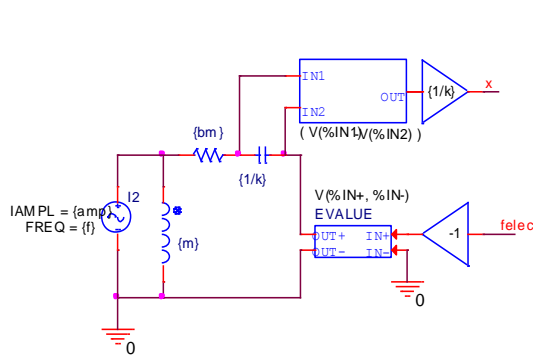 IN1
IN2
OUT
{1/k}
x
( V(%IN1)-V(%IN2) )
{bm}
{1/k}
I2
IAMPL = {amp}
FREQ = {f}
{m}
V(%IN+, %IN-)
EVALUE
OUT+ IN+
OUT- IN-
-1
felec
0
0